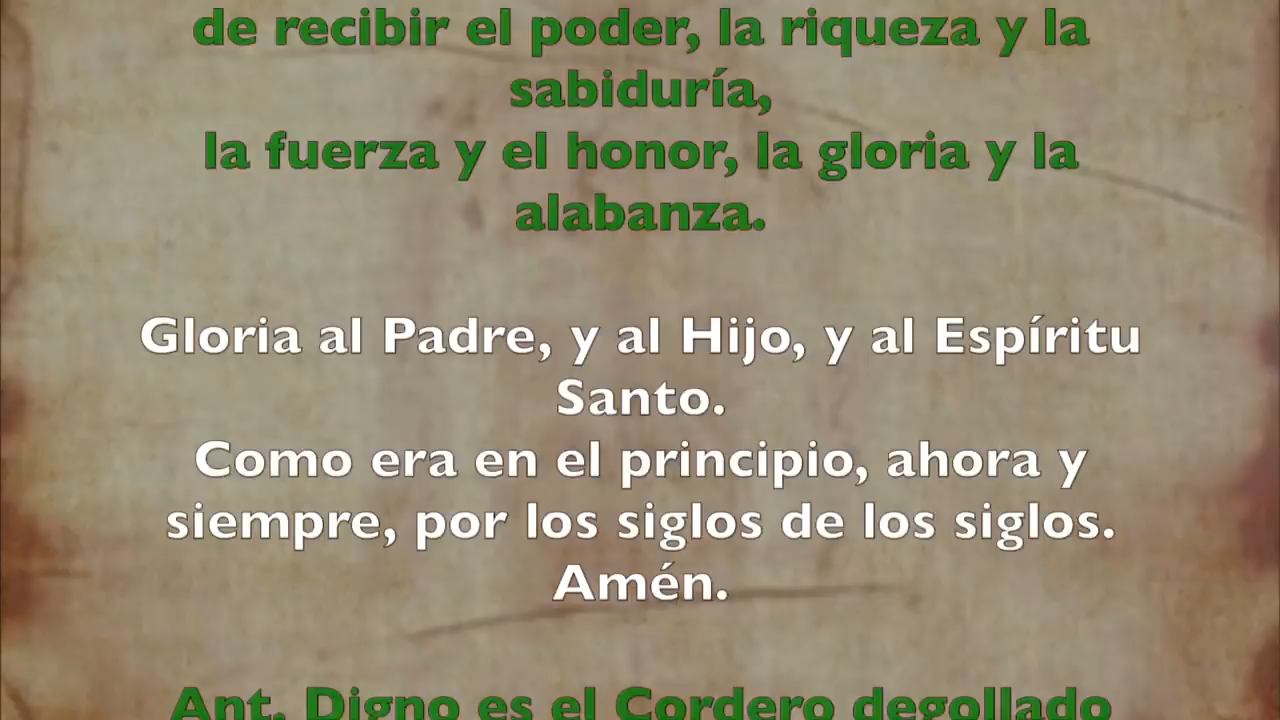 de recibir el poder, la riqueza y la
sabiduría,
la fuerza y el honor, la gloria y la
alabanza.
Gloria al Padre, y al Hijo, y al Espíritu
Santo.
Como era en el principio, ahora y
siempre, por los siglos de los siglos.
Amén.
Ant. Digno es el Cordero degollado